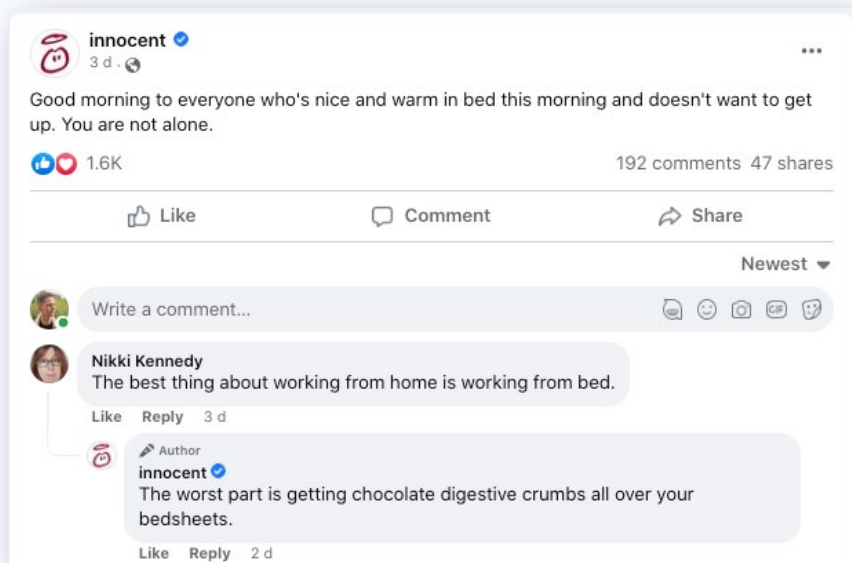 innocent
3 d .
Good morning to everyone who's nice and warm in bed this morning and doesn't want to get
up. You are not alone.
1.6K 192 comments 47 shares
Like Comment Share
Newest
Write a comment... GIF
Nikki Kennedy
The best thing about working from home is working from bed.
Like Reply 3 d
Author
innocent
The worst part is getting chocolate digestive crumbs all over your
bedsheets.
Like Reply 2 d